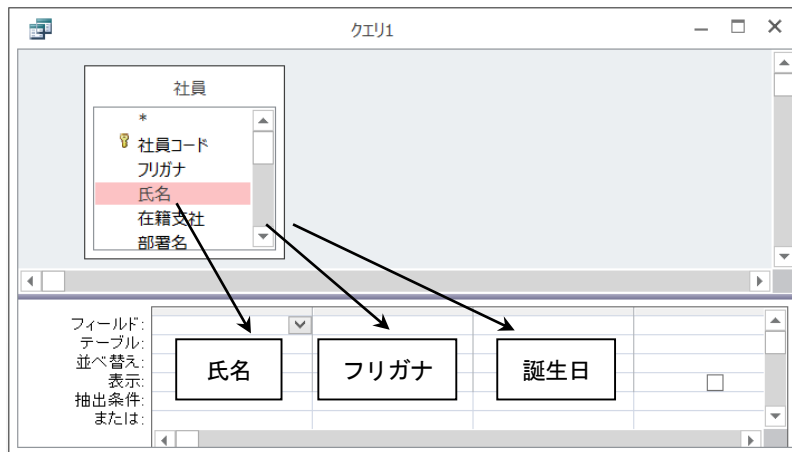 クエリ1
社員
*
社員コード
フリガナ
氏名
在籍支社
部署名
フィールド:
テーブル:
並べ替え:
表示:
抽出条件:
または:
氏名
フリガナ
誕生日